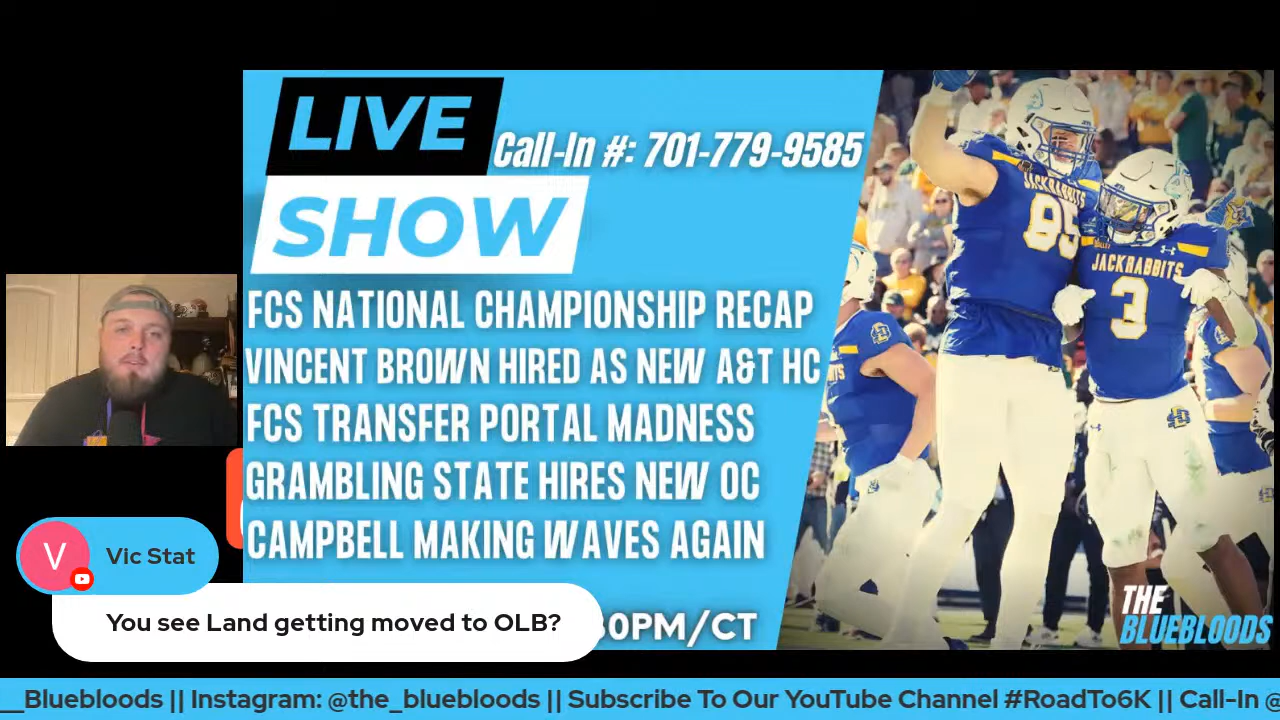 LIVE
Call-In #: 701-779-9585
SHOW
FCS NATIONAL CHAMPIONSHIP RECAP
VINCENT BROWN HIRED AS NEW A&T HC
FCS TRANSFER PORTAL MADNESS
GRAMBLING STATE HIRES NEW OC
CAMPBELL MAKING WAVES AGAIN
30PM/CT
JACKRABBITS
85
JACKRABBITS
3
THE
BLUEBLOODS
V
Vic Stat
You see Land getting moved to OLB?
__Bluebloods || Instagram: @the_bluebloods || Subscribe To Our YouTube Channel #RoadTo6K || Call-In @